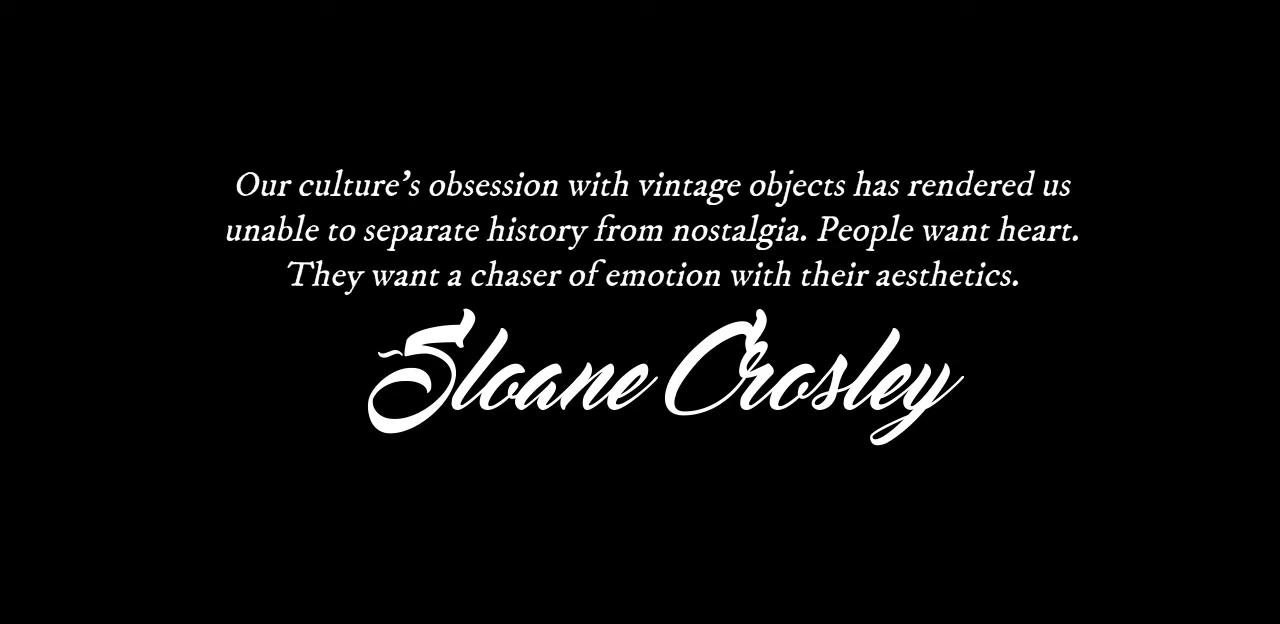 Our culture’s obsession with vintage objects has rendered us
unable to separate history from nostalgia. People want heart.
They want a chaser of emotion with their aesthetics.
~Sloane Crosley